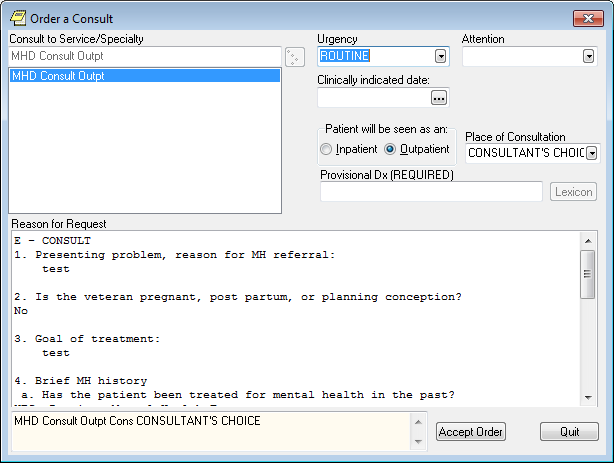 Order a Consult
Consult to Service/Specialty
Urgency
Attention
MHD Consult Outpt
ROUTINE
MHD Consult Outpt
Clinically indicated date:
...
Patient will be seen as an:
Inpatient
Outpatient
Place of Consultation
CONSULTANT'S CHOIC
Provisional Dx (REQUIRED)
Lexicon
Reason for Request
E - CONSULT
1. Presenting problem, reason for MH referral:
test
2. Is the veteran pregnant, post partum, or planning conception?
No
3. Goal of treatment:
test
4. Brief MH history
a. Has the patient been treated for mental health in the past?
MHD Consult Outpt Cons CONSULTANT'S CHOICE
Accept Order
Quit